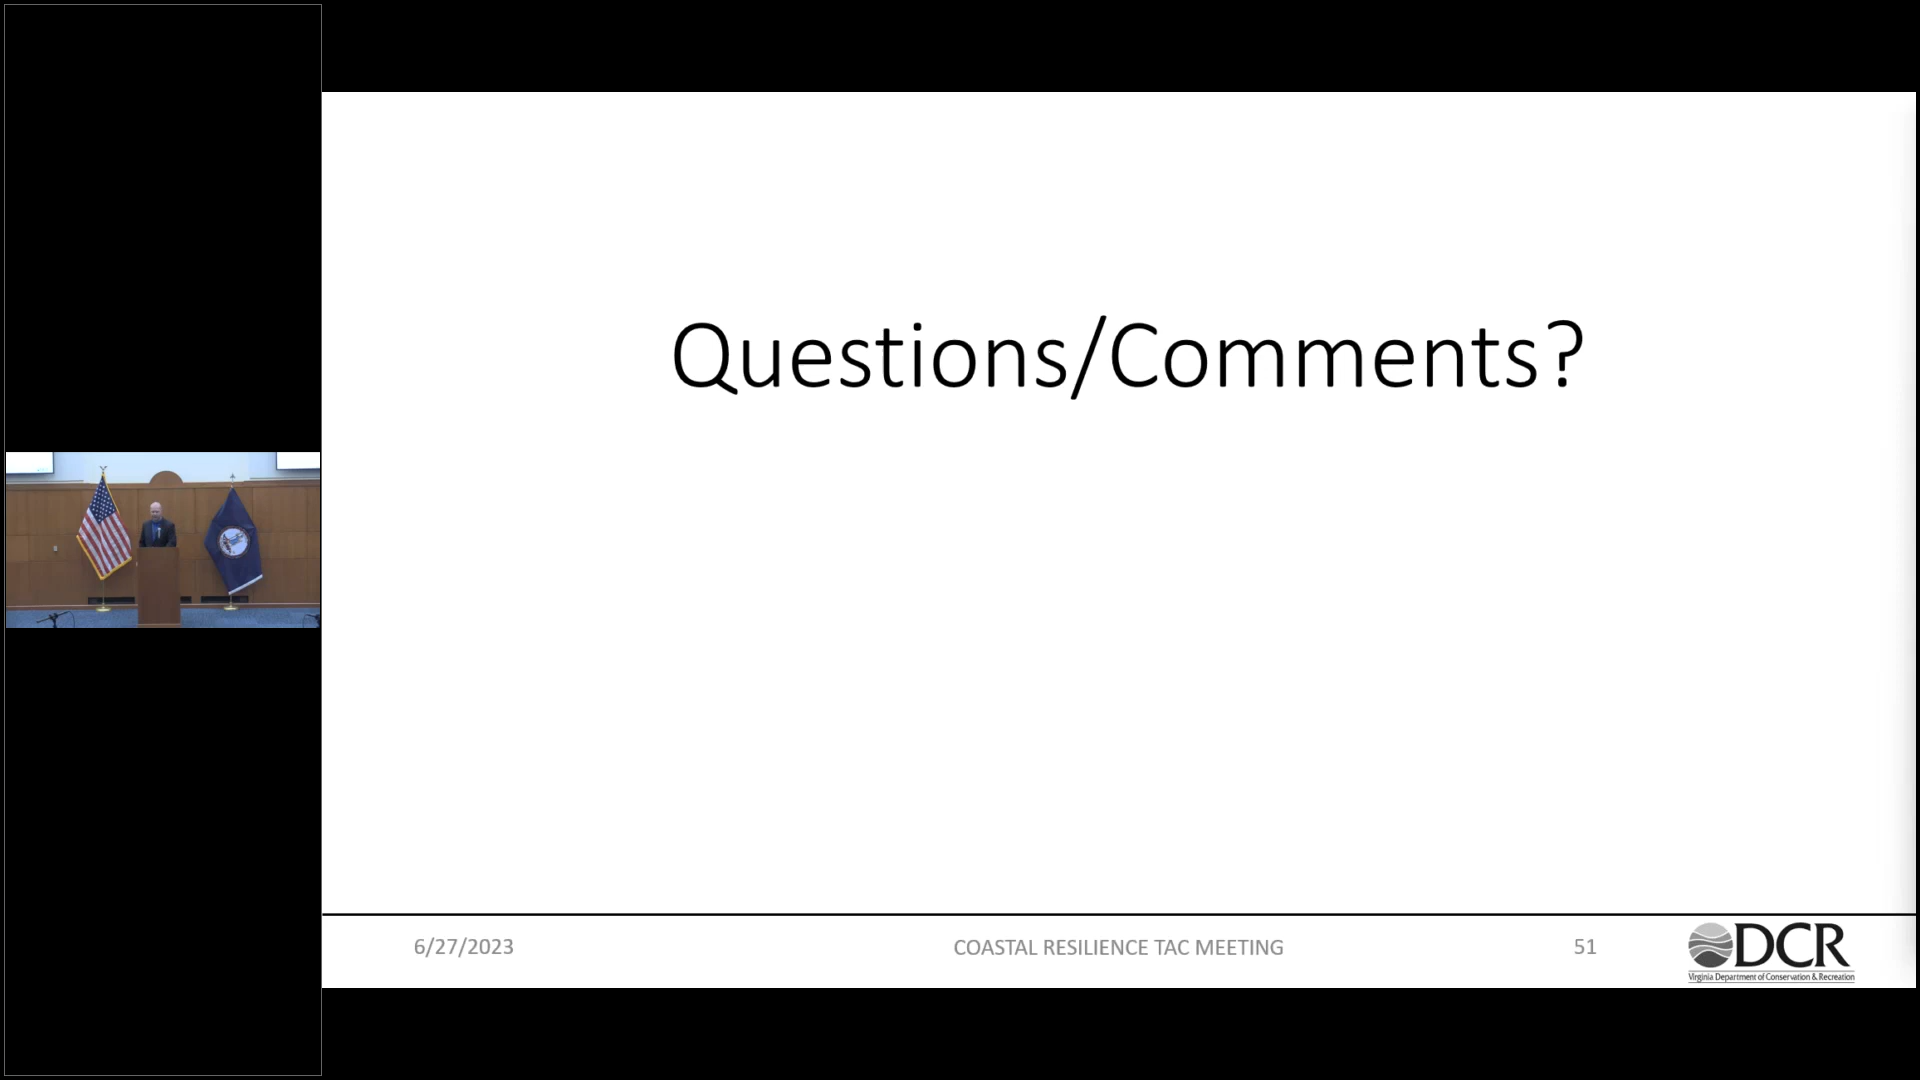 Questions/Comments?
6/27/2023
COASTAL RESILIENCE TAC MEETING
51
DCR
Virginia Department of Conservation & Recreation